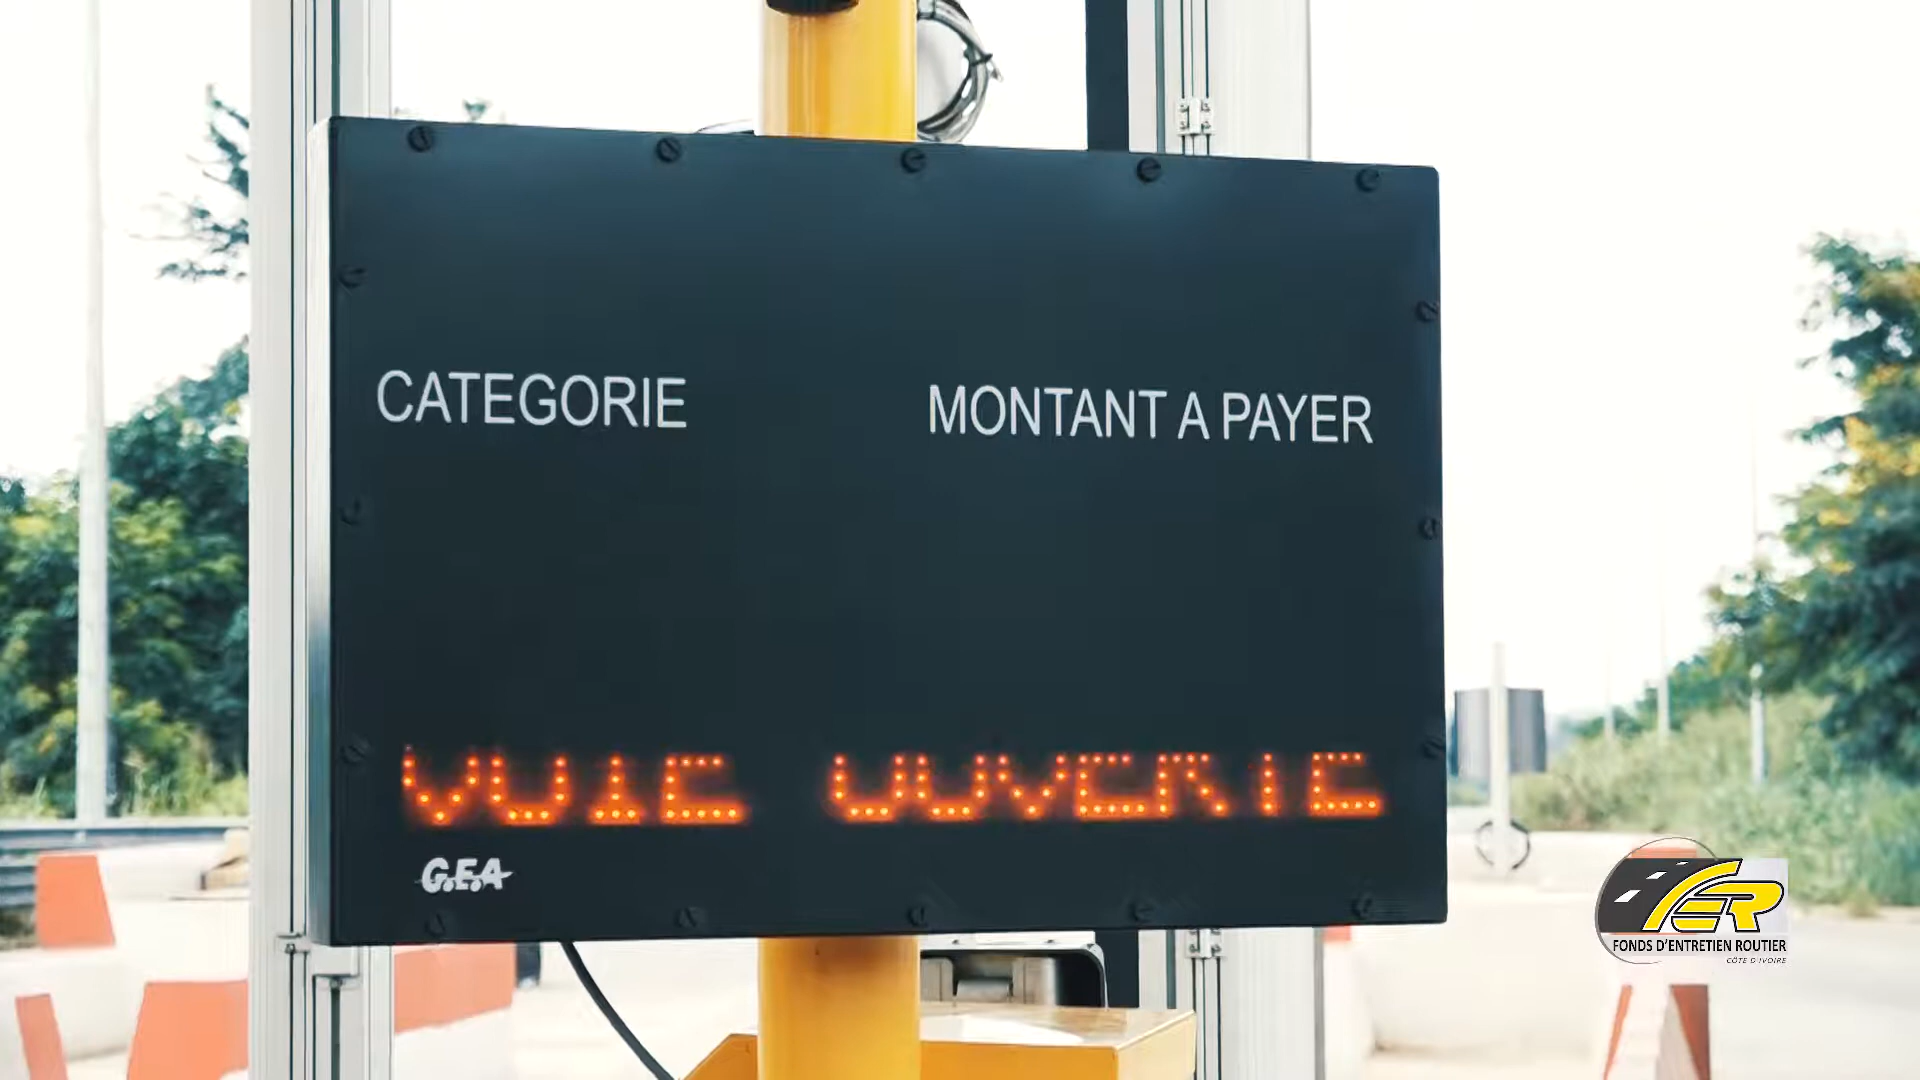 CATEGORIE
MONTANT A PAYER
VOIE OUVERTE
G.E.A
FER
FONDS D'ENTRETIEN ROUTIER
CÔTE D'IVOIRE